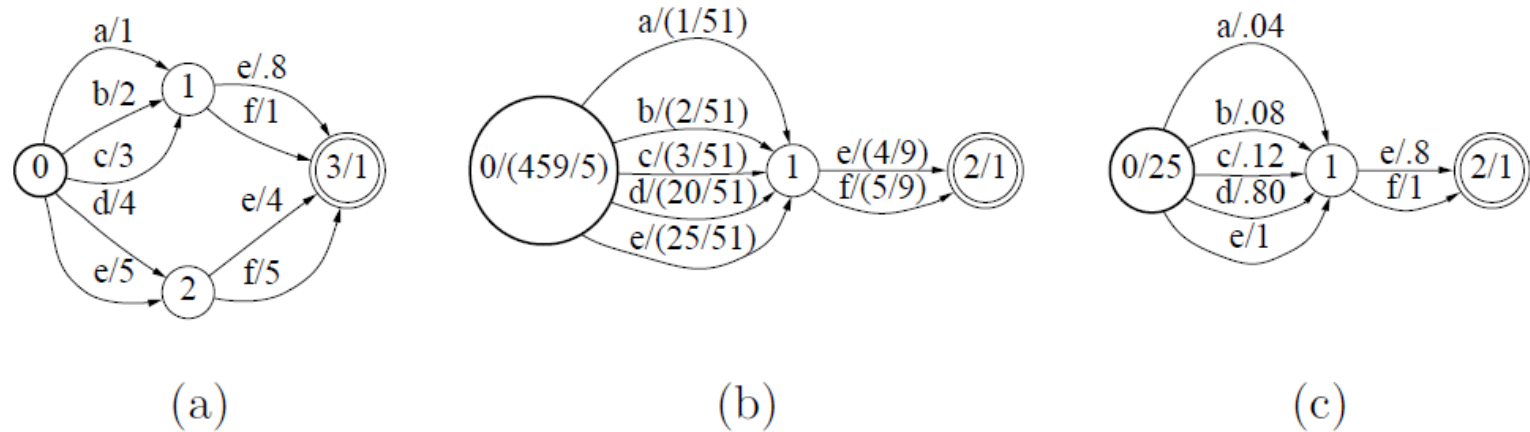 a/1
b/2
c/3
d/4
e/5
0
1
2
e/.8
f/1
e/4
f/5
3/1
(a)
0/(459/5)
a/(1/51)
b/(2/51)
c/(3/51)
d/(20/51)
e/(25/51)
1
e/(4/9)
f/(5/9)
2/1
(b)
0/25
a/.04
b/.08
c/.12
d/.80
e/1
1
e/.8
f/1
2/1
(c)